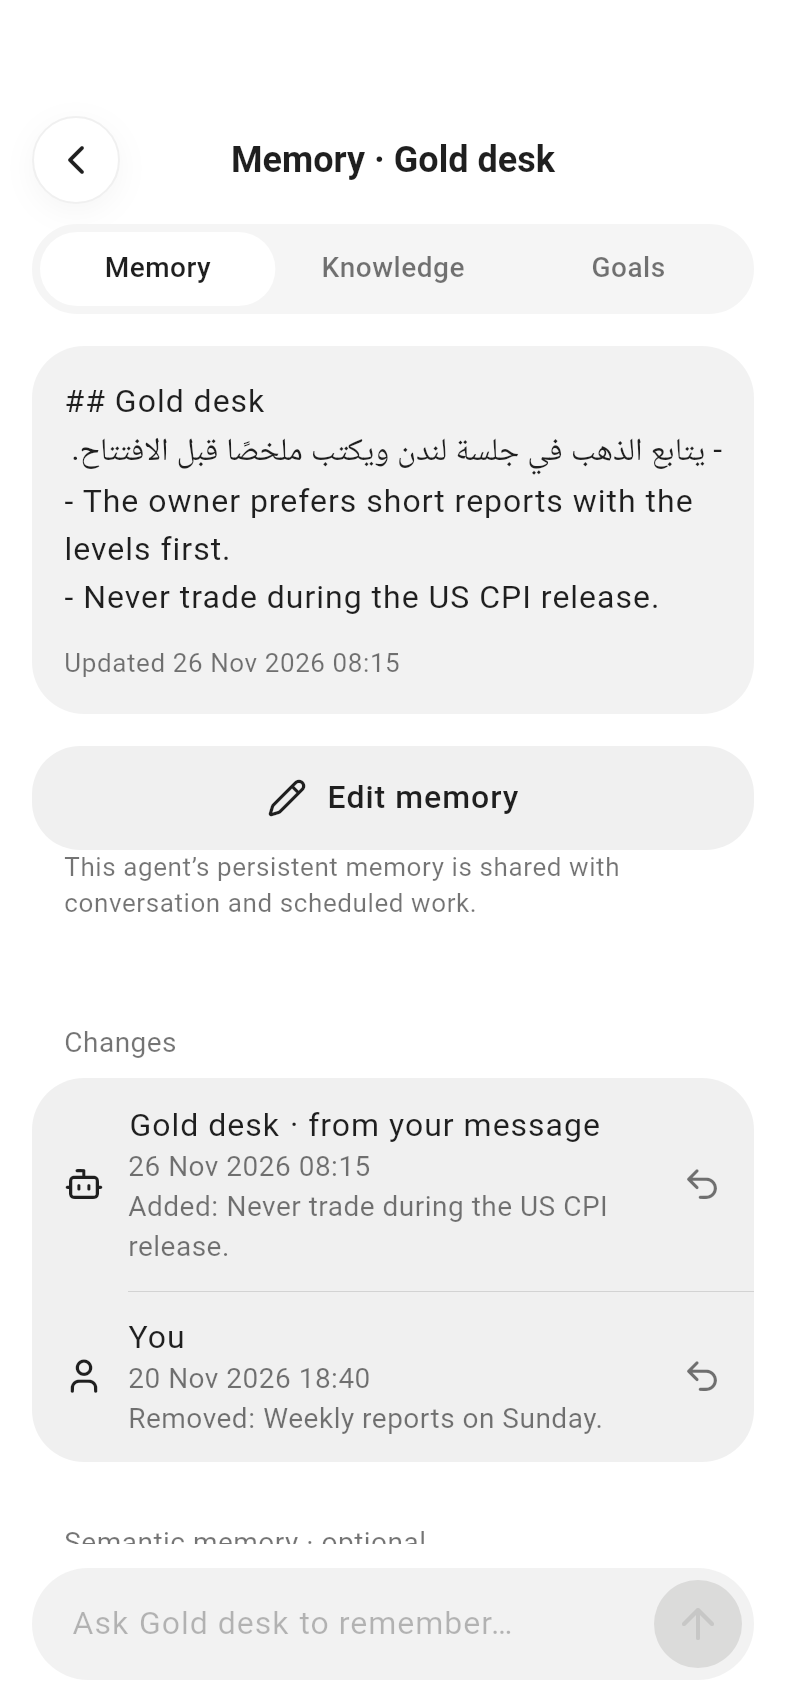 Memory · Gold desk
Memory
Knowledge
Goals
## Gold desk
- يتابع الذهب في جلسة لندن ويكتب ملخصًا قبل الافتتاح.
- The owner prefers short reports with the
levels first.
- Never trade during the US CPI release.
Updated 26 Nov 2026 08:15
Edit memory
This agent’s persistent memory is shared with
conversation and scheduled work.
Changes
Gold desk · from your message
26 Nov 2026 08:15
Added: Never trade during the US CPI
release.
You
20 Nov 2026 18:40
Removed: Weekly reports on Sunday.
Semantic memory · optional
Ask Gold desk to remember…